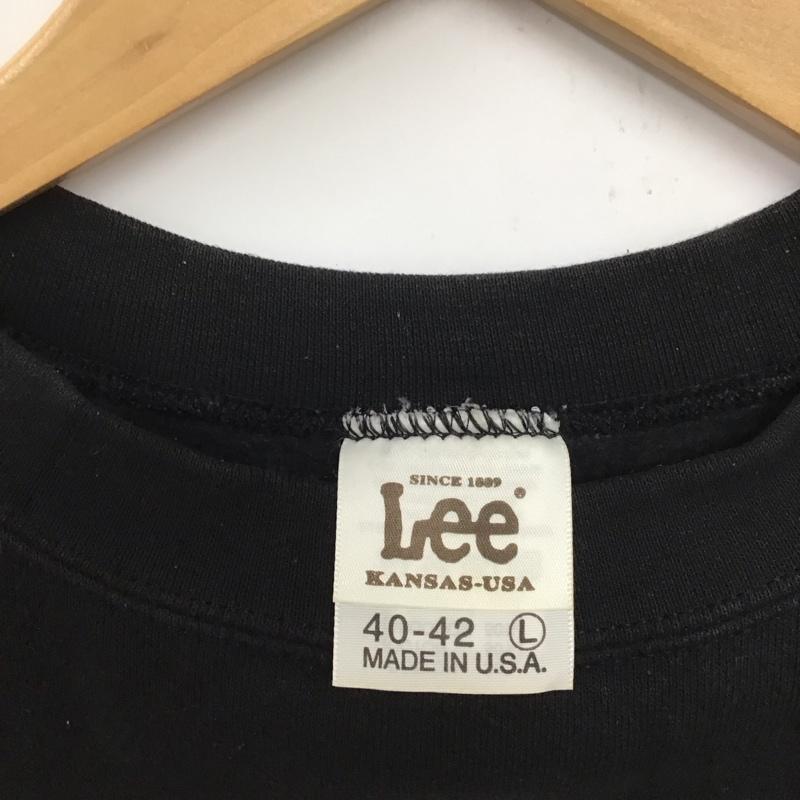 SINCE 1889
Lee®
KANSAS-USA
40-42 Ⓛ
MADE IN U.S.A.